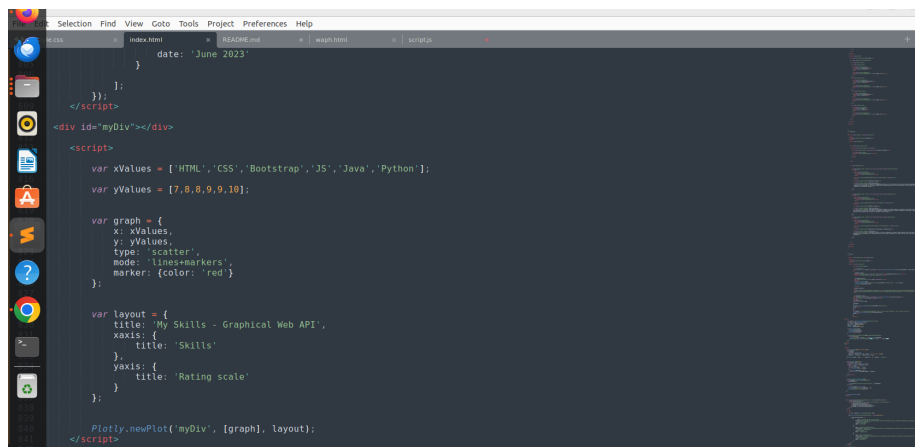 File Edit Selection Find View Goto Tools Project Preferences Help
index.html × README.md × waph.html × script.js ×
date: 'June 2023'
}
];
});
</script>
<div id="myDiv"></div>
<script>
var xValues = ['HTML','CSS','Bootstrap','JS','Java','Python'];
var yValues = [7,8,8,9,9,10];
var graph = {
x: xValues,
y: yValues,
type: 'scatter',
mode: 'lines+markers',
marker: {color: 'red'}
};
var layout = {
title: 'My Skills - Graphical Web API',
xaxis: {
title: 'Skills'
},
yaxis: {
title: 'Rating scale'
}
};
Plotly.newPlot('myDiv', [graph], layout);
</script>